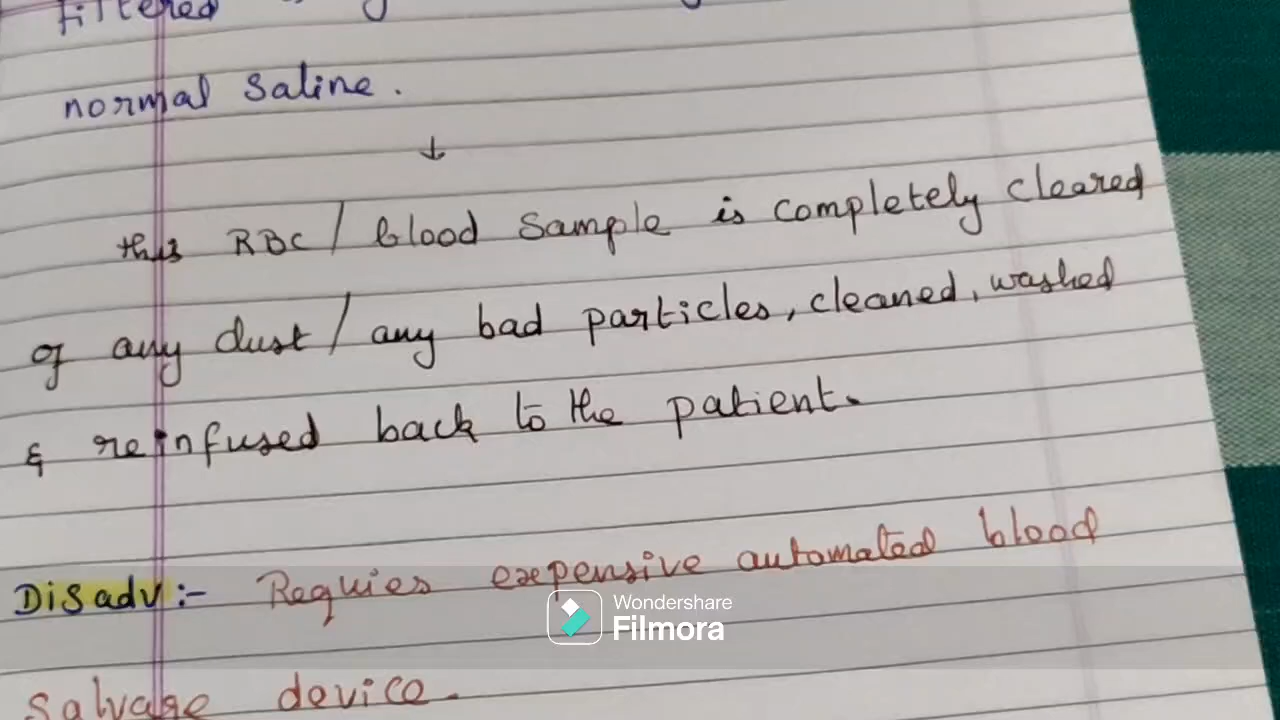 filtered
normal saline.
↓
this RBC / blood sample is completely cleared
of any dust / any bad particles, cleaned, washed
& reinfused back to the patient.
Disadv :- Requies expensive automated blood
Wondershare
Filmora
salvage device.